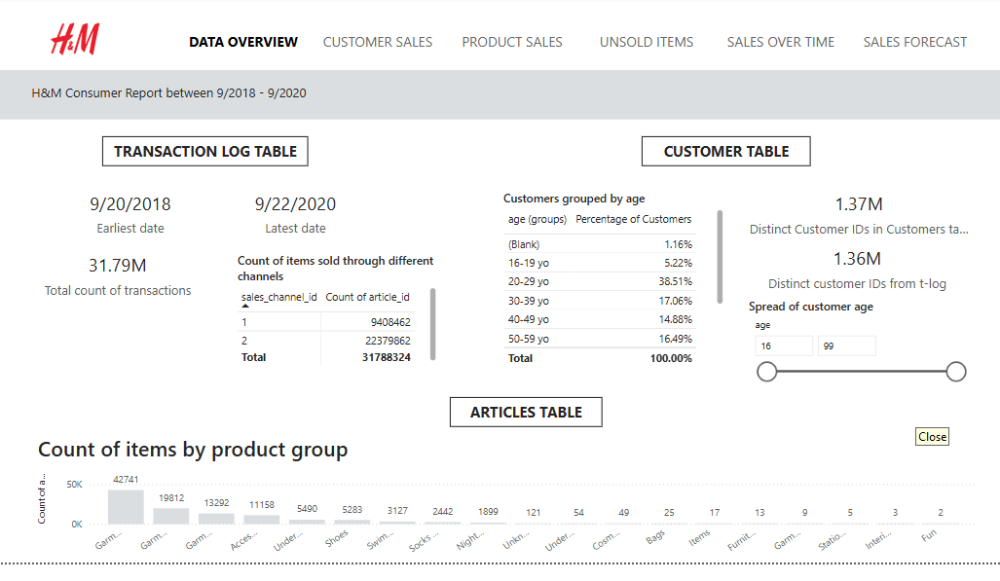 H&M
DATA OVERVIEW CUSTOMER SALES PRODUCT SALES UNSOLD ITEMS SALES OVER TIME SALES FORECAST
H&M Consumer Report between 9/2018 - 9/2020
TRANSACTION LOG TABLE
9/20/2018
Earliest date
9/22/2020
Latest date
31.79M
Total count of transactions
Count of items sold through different
channels
sales_channel_id Count of article_id
1 9408462
2 22379862
Total 31788324
CUSTOMER TABLE
Customers grouped by age
age (groups) Percentage of Customers
(Blank) 1.16%
16-19 yo 5.22%
20-29 yo 38.51%
30-39 yo 17.06%
40-49 yo 14.88%
50-59 yo 16.49%
Total 100.00%
1.37M
Distinct Customer IDs in Customers ta...
1.36M
Distinct customer IDs from t-log
Spread of customer age
age
16 99
ARTICLES TABLE
Close
Count of items by product group
Count of a...
50K
0K
42741 19812 13292 11158 5490 5283 3127 2442 1899 121 54 49 25 17 13 9 5 3 2
Garm... Garm... Garm... Acces... Under... Shoes Swim... Socks ... Night... Unkn... Under... Cosm... Bags Items Furnit... Garm... Statio... Interi... Fun